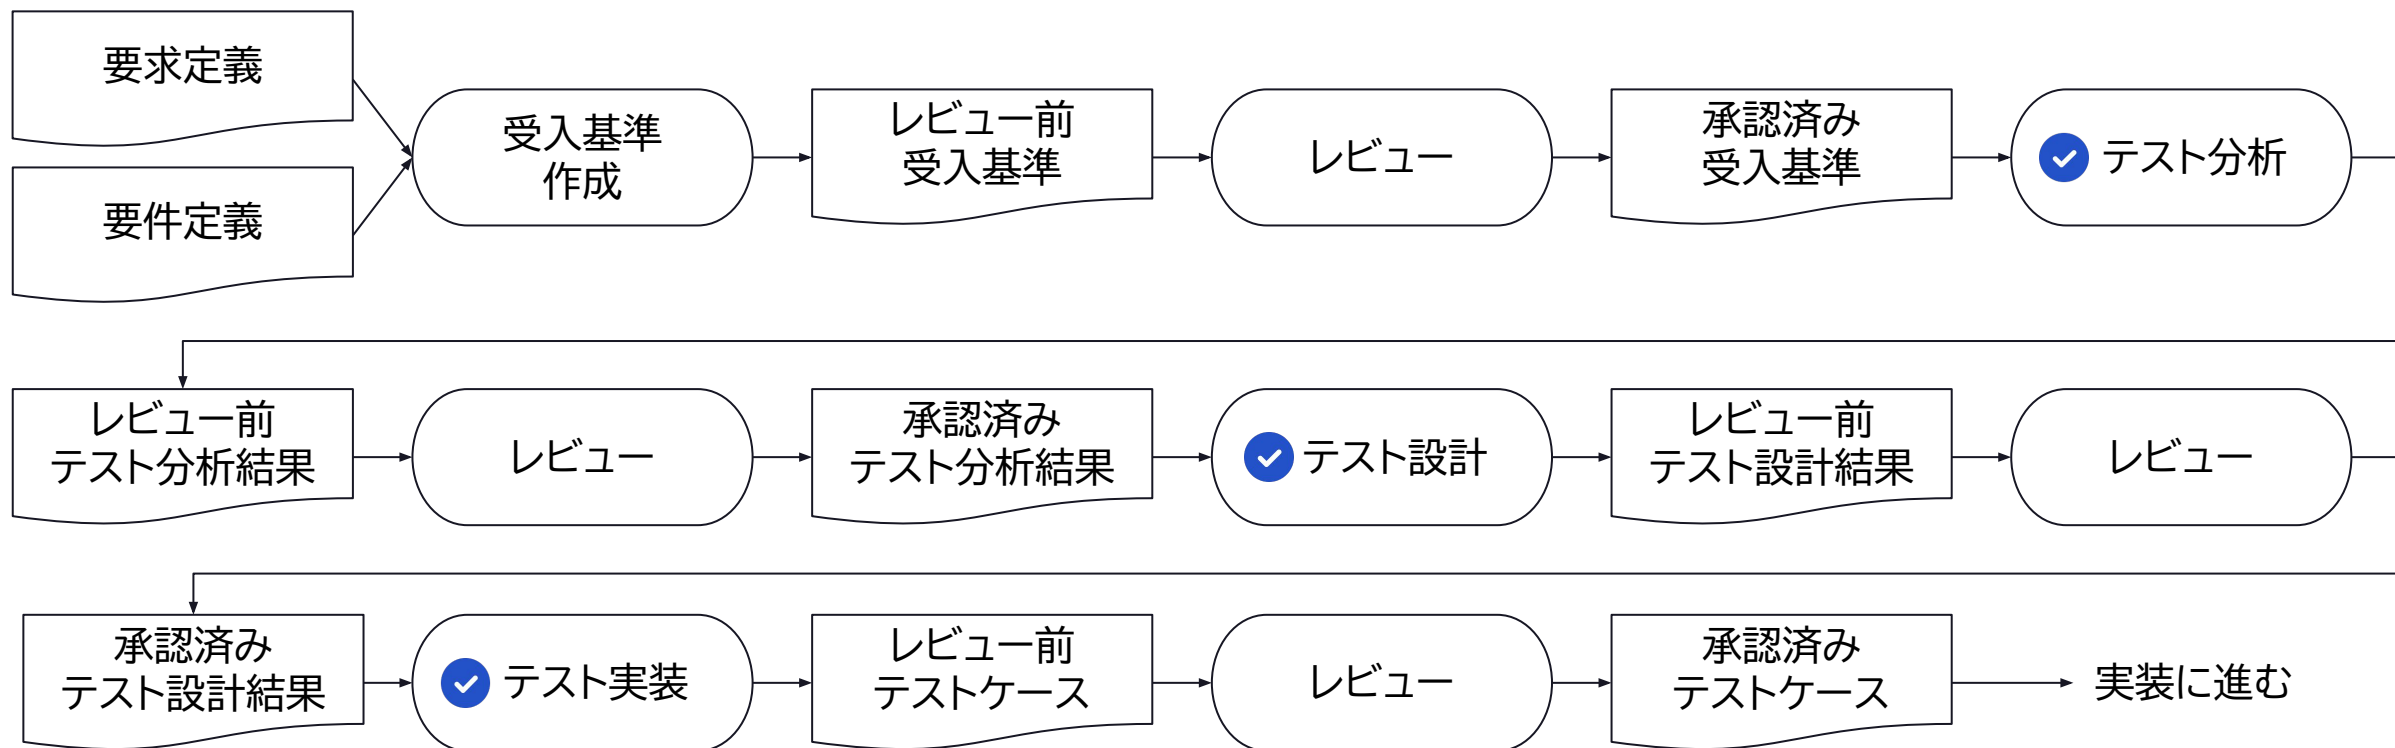 要求定義
要件定義
受入基準
作成
レビュー前
受入基準
レビュー
承認済み
受入基準
テスト分析
レビュー前
テスト分析結果
レビュー
承認済み
テスト分析結果
テスト設計
レビュー前
テスト設計結果
レビュー
承認済み
テスト設計結果
テスト実装
レビュー前
テストケース
レビュー
承認済み
テストケース
実装に進む